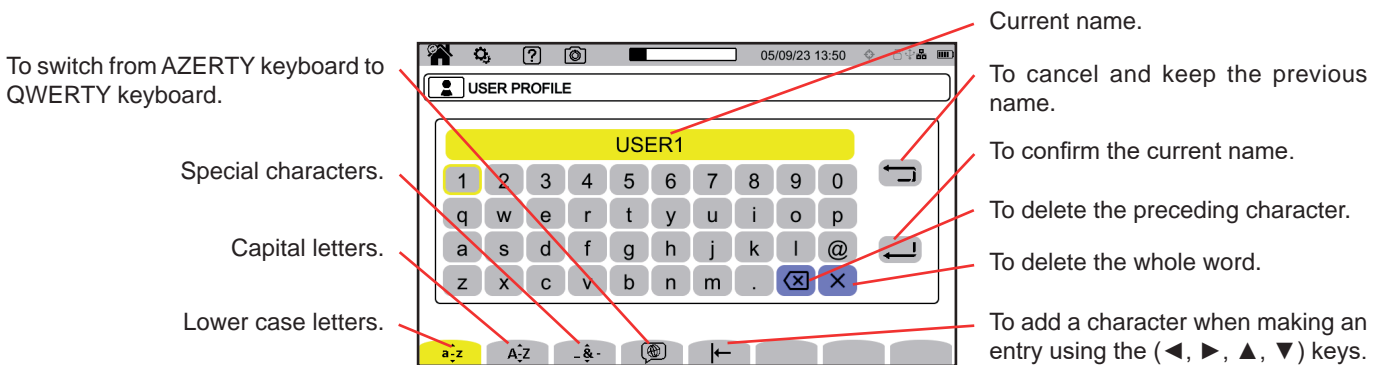 Current name.
To switch from AZERTY keyboard to
QWERTY keyboard.
05/09/23 13:50
To cancel and keep the previous
name.
USER PROFILE
USER1
To confirm the current name.
Special characters.
1 2 3 4 5 6 7 8 9 0
To delete the preceding character.
q w e r t y u i o p
Capital letters.
a s d f g h j k l @
To delete the whole word.
z x c v b n m .
Lower case letters.
To add a character when making an
entry using the (◄, ►, ▲, ▼) keys.
a-z A-Z _&-